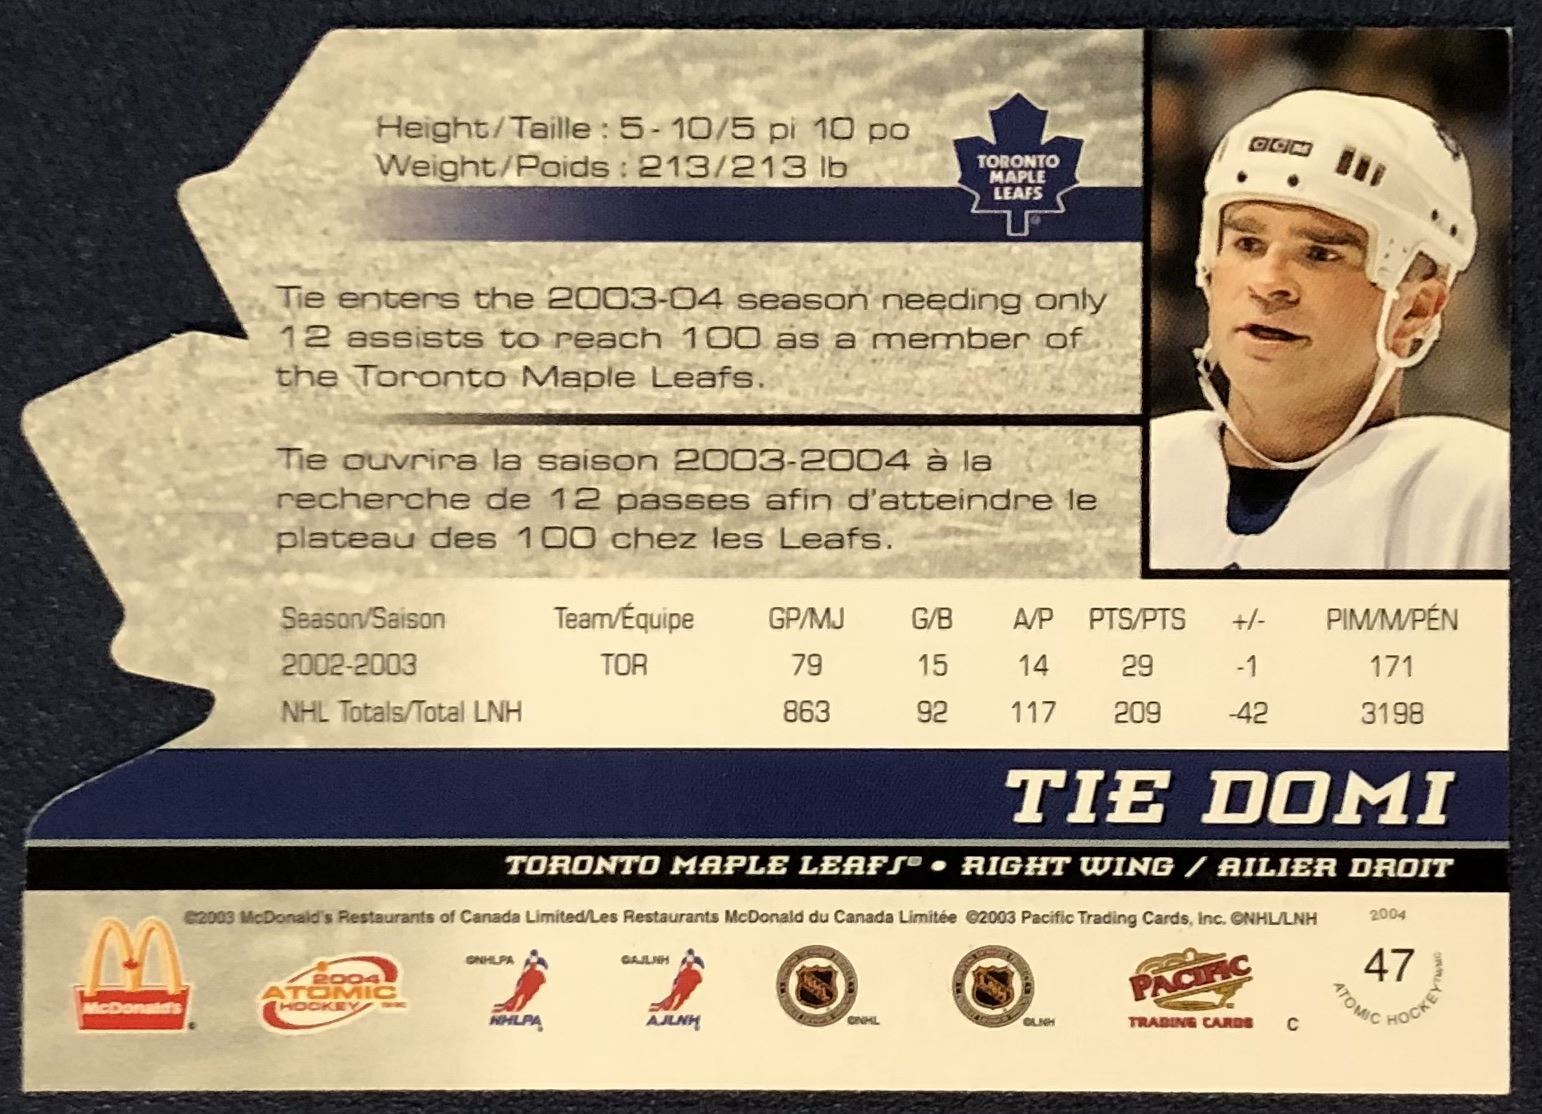 Height/Taille : 5-10/5 pi 10 po
Weight/Poids : 213/213 lb
TORONTO
MAPLE
LEAFS
CCM
Tie enters the 2003-04 season needing only
12 assists to reach 100 as a member of
the Toronto Maple Leafs.
Tie ouvrira la saison 2003-2004 à la
recherche de 12 passes afin d'atteindre le
plateau des 100 chez les Leafs.
Season/Saison Team/Équipe GP/MJ G/B A/P PTS/PTS +/- PIM/M/PÉN
2002-2003 TOR 79 15 14 29 -1 171
NHL Totals/Total LNH 863 92 117 209 -42 3198
TIE DOMI
TORONTO MAPLE LEAFS® • RIGHT WING / AILIER DROIT
©2003 McDonald's Restaurants of Canada Limited/Les Restaurants McDonald du Canada Limitée ©2003 Pacific Trading Cards, Inc. ©NHL/LNH
2004
McDonald's
2004
ATOMIC
HOCKEY
©NHLPA
NHLPA
©AJLNH
AJLNH
NHL
©NHL
©LNH
PACIFIC
TRADING CARDS
C
47
ATOMIC HOCKEY